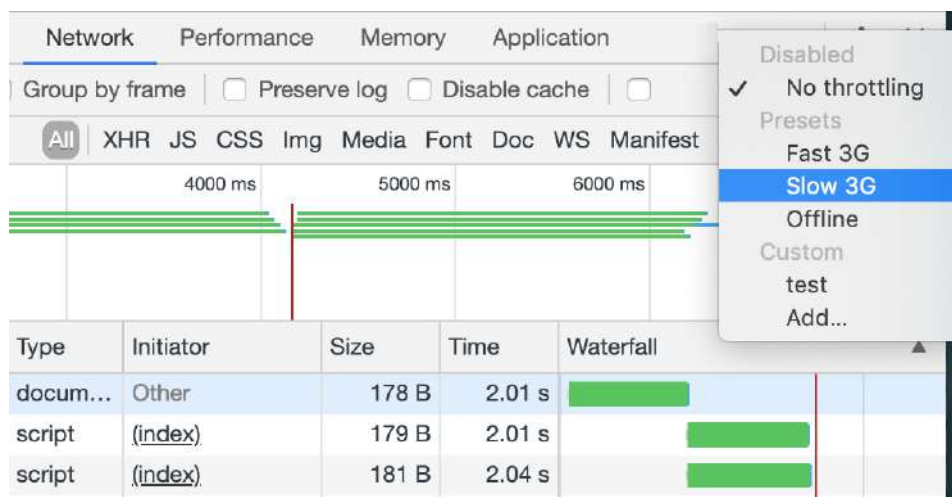 Network Performance Memory Application
Disabled
Group by frame Preserve log Disable cache ✓ No throttling
Presets
All XHR JS CSS Img Media Font Doc WS Manifest
Fast 3G
4000 ms 5000 ms 6000 ms
Slow 3G
Offline
Custom
test
Add...
Type Initiator Size Time Waterfall ▲
docum... Other 178 B 2.01 s
script (index) 179 B 2.01 s
script (index) 181 B 2.04 s